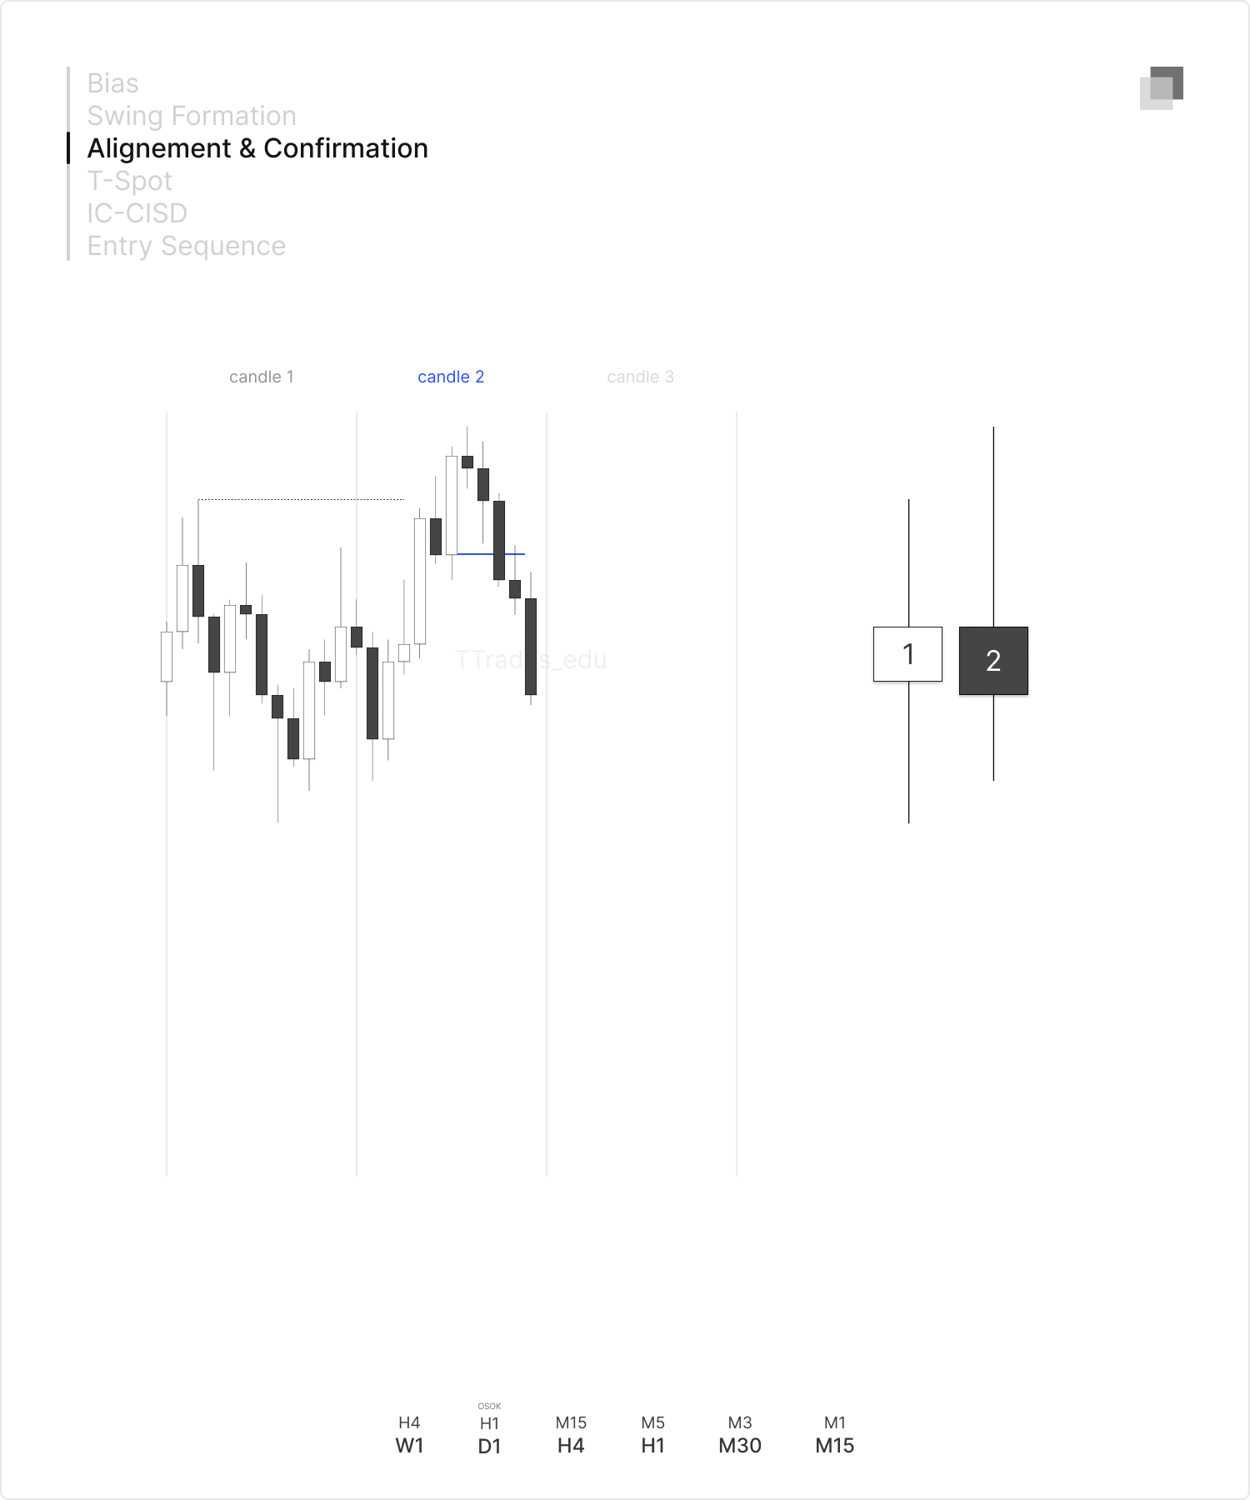 Bias
Swing Formation
Alignement & Confirmation
T-Spot
IC-CISD
Entry Sequence
candle 1
candle 2
candle 3
TTrades_edu
1
2
OSOK
H4
H1
M15
M5
M3
M1
W1
D1
H4
H1
M30
M15